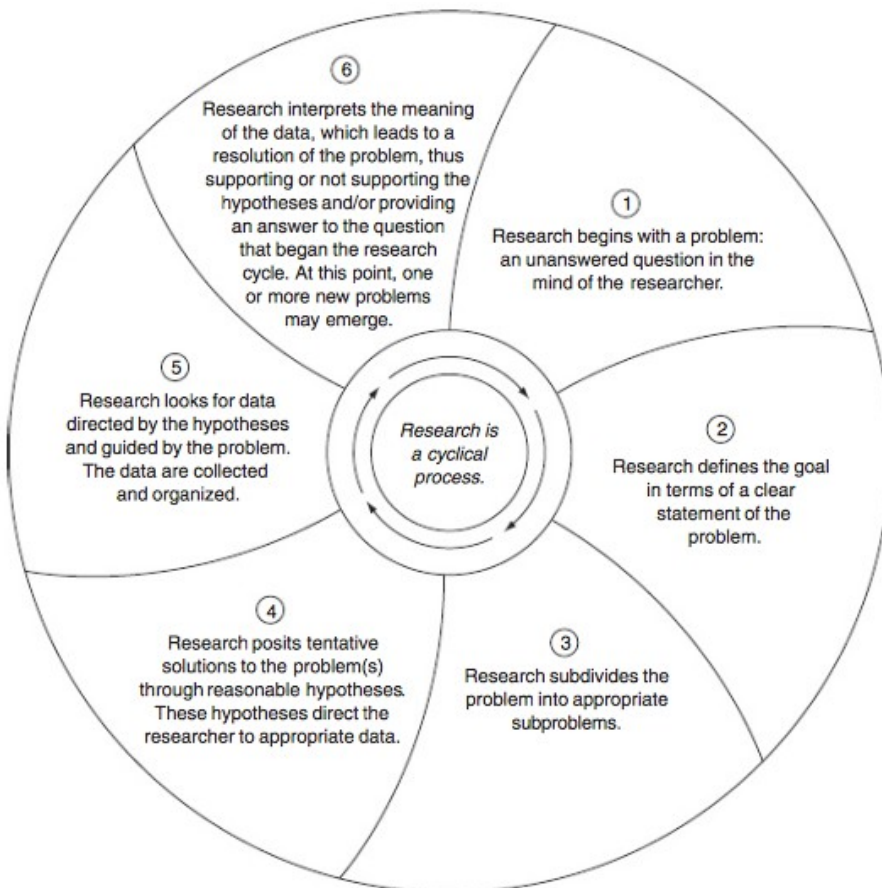 6
Research interprets the meaning
of the data, which leads to a
resolution of the problem, thus
supporting or not supporting the
hypotheses and/or providing
an answer to the question
that began the research
cycle. At this point, one
or more new problems
may emerge.
1
Research begins with a problem:
an unanswered question in the
mind of the researcher.
2
Research defines the goal
in terms of a clear
statement of the
problem.
3
Research subdivides the
problem into appropriate
subproblems.
4
Research posits tentative
solutions to the problem(s)
through reasonable hypotheses.
These hypotheses direct the
researcher to appropriate data.
5
Research looks for data
directed by the hypotheses
and guided by the problem.
The data are collected
and organized.
Research is
a cyclical
process.